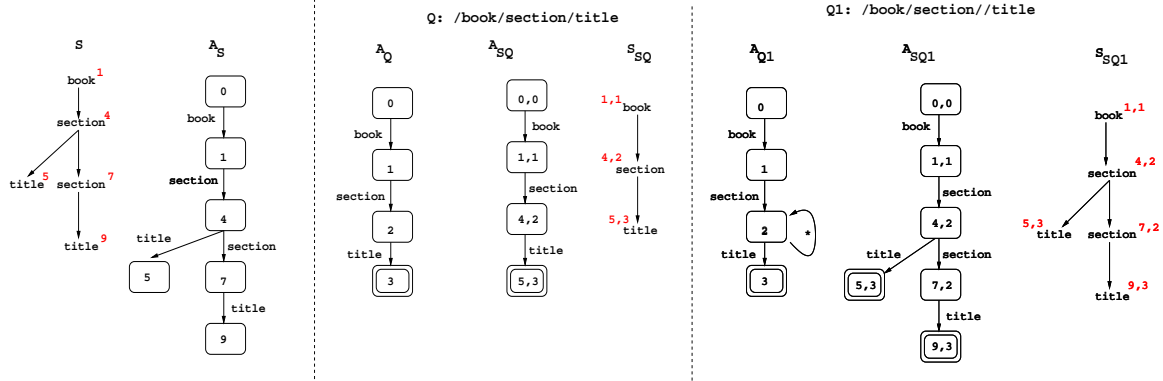 Q: /book/section/title
Q1: /book/section//title
S
A_S
book 1
section 4
title 5
section 7
title 9
0
book
1
section
4
title
section
5
7
title
9
A_Q
A_SQ
S_SQ
0
book
1
section
2
title
3
0,0
book
1,1
section
4,2
title
5,3
1,1 book
4,2 section
5,3 title
A_Q1
A_SQ1
S_SQ1
0
book
1
section
2
*
title
3
0,0
book
1,1
section
4,2
title
section
5,3
7,2
title
9,3
book 1,1
section 4,2
5,3 title
section 7,2
title 9,3